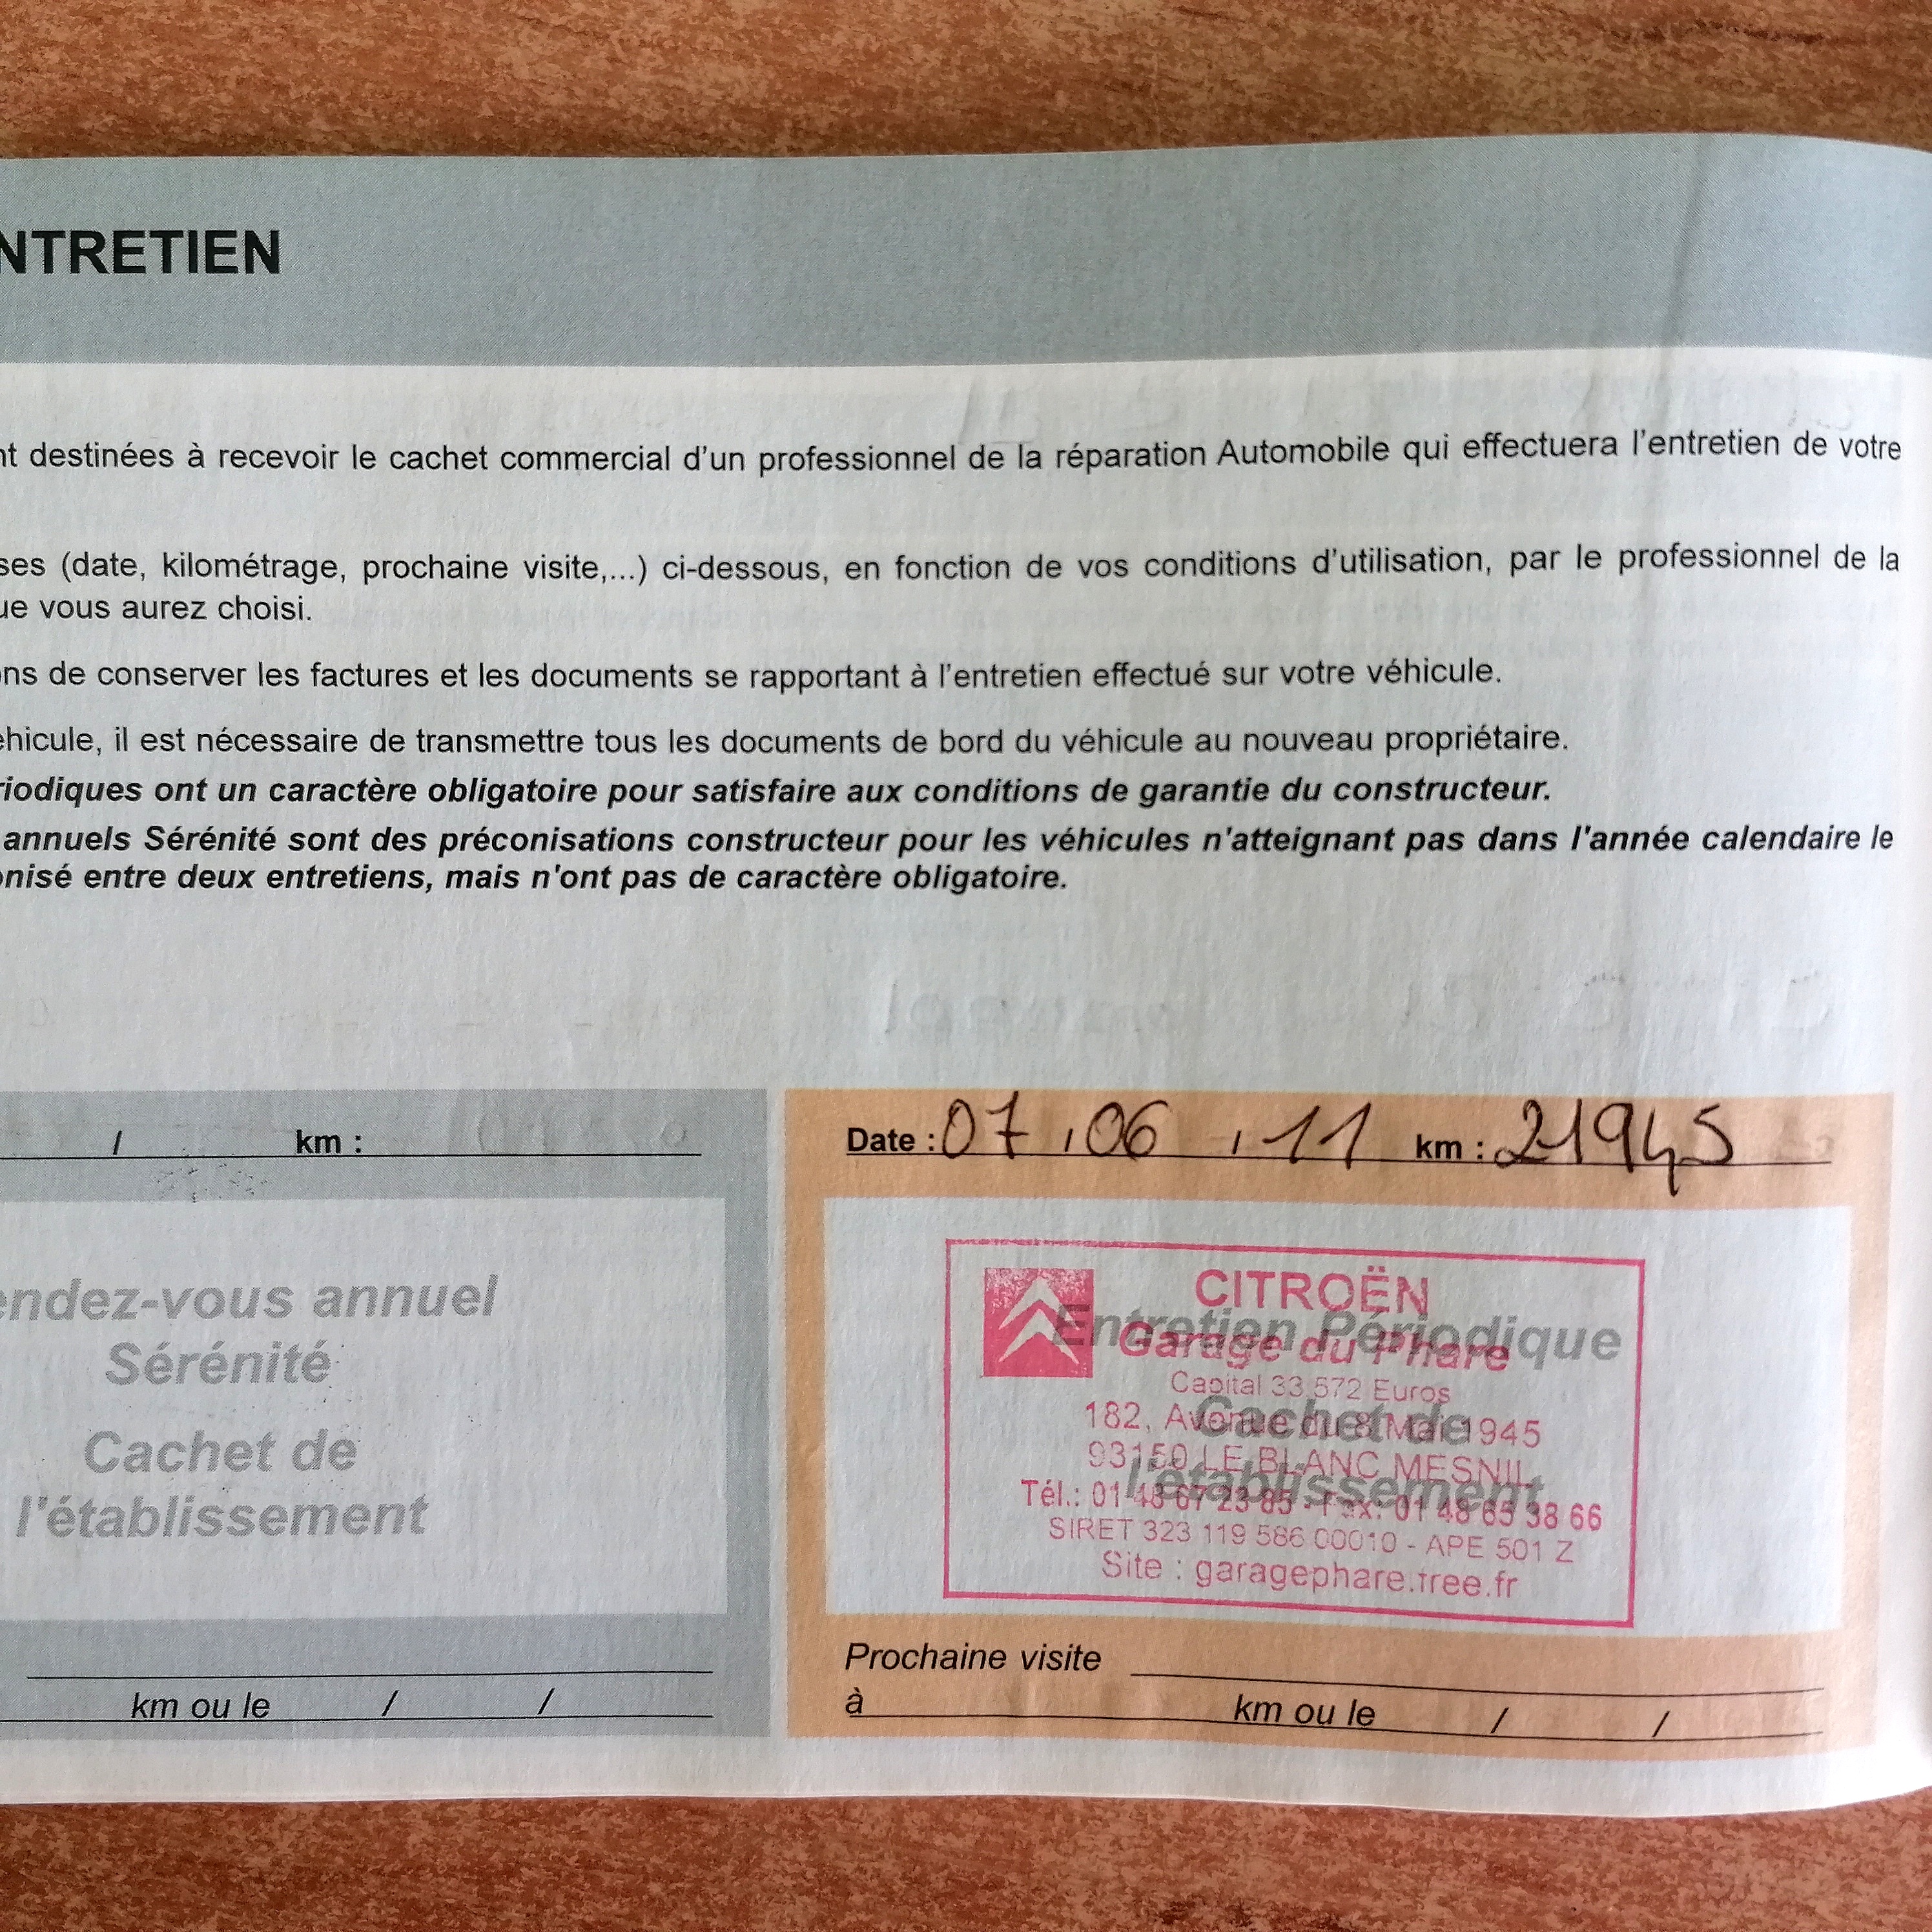 NTRETIEN
nt destinées à recevoir le cachet commercial d'un professionnel de la réparation Automobile qui effectuera l'entretien de votre
ses (date, kilométrage, prochaine visite,...) ci-dessous, en fonction de vos conditions d'utilisation, par le professionnel de la
ue vous aurez choisi.
ns de conserver les factures et les documents se rapportant à l'entretien effectué sur votre véhicule.
éhicule, il est nécessaire de transmettre tous les documents de bord du véhicule au nouveau propriétaire.
riodiques ont un caractère obligatoire pour satisfaire aux conditions de garantie du constructeur.
annuels Sérénité sont des préconisations constructeur pour les véhicules n'atteignant pas dans l'année calendaire le
onisé entre deux entretiens, mais n'ont pas de caractère obligatoire.
/ km :
endez-vous annuel
Sérénité
Cachet de
l'établissement
km ou le / /
Date : 07 / 06 / 11 km : 21945
Entretien Périodique
Cachet de
l'établissement
CITROËN
Garage du Phare
Capital 33 572 Euros
182, Avenue du 8 Mai 1945
93150 LE BLANC MESNIL
Tél.: 01 48 67 23 85 - Fax: 01 48 65 38 66
SIRET 323 119 586 00010 - APE 501 Z
Site : garagephare.free.fr
Prochaine visite
à km ou le / /